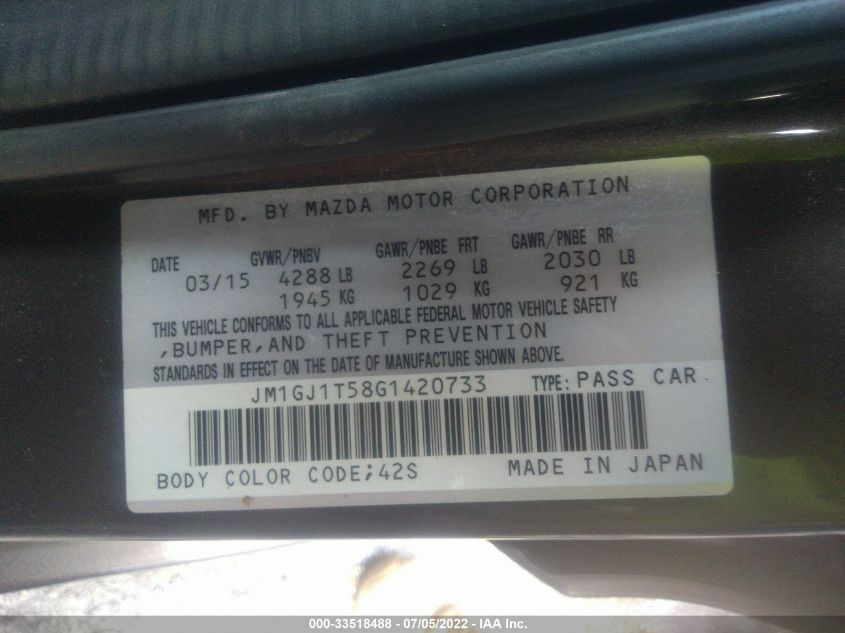 MFD. BY MAZDA MOTOR CORPORATION
DATE GVWR/PNBV GAWR/PNBE FRT GAWR/PNBE RR
03/15 4288 LB 2269 LB 2030 LB
1945 KG 1029 KG 921 KG
THIS VEHICLE CONFORMS TO ALL APPLICABLE FEDERAL MOTOR VEHICLE SAFETY
,BUMPER,AND THEFT PREVENTION
STANDARDS IN EFFECT ON THE DATE OF MANUFACTURE SHOWN ABOVE.
JM1GJ1T58G1420733 TYPE: PASS CAR
BODY COLOR CODE;42S MADE IN JAPAN
000-33518488 - 07/05/2022 - IAA Inc.